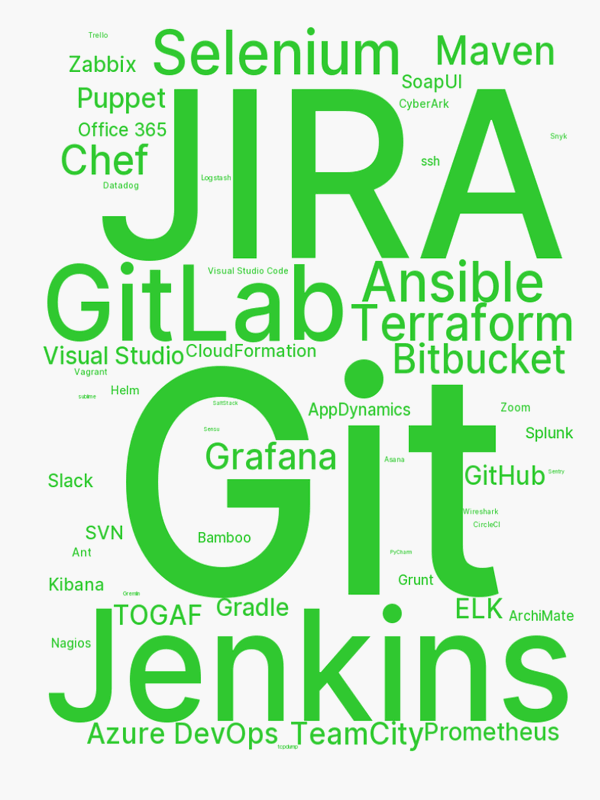 Trello
Selenium
Maven
Zabbix
SoapUI
Puppet
JIRA
CyberArk
Office 365
Snyk
Chef
ssh
Logstash
Datadog
GitLab
Visual Studio Code
Ansible
Terraform
Visual Studio
CloudFormation
Bitbucket
Vagrant
Git
Helm
sublime
SaltStack
AppDynamics
Zoom
Sensu
Splunk
Grafana
Asana
GitHub
Sentry
Slack
Wireshark
CircleCI
SVN
Bamboo
Ant
PyCharm
Grunt
Kibana
Gradle
ELK
TOGAF
ArchiMate
Jenkins
Nagios
Azure DevOps
TeamCity
Prometheus
tcpdump